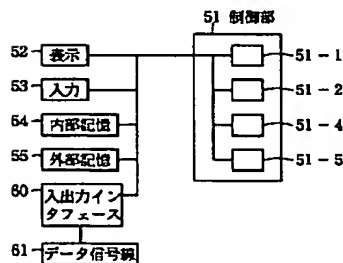 51 制御部
52 表示
53 入力
54 内部記憶
55 外部記憶
60 入出力イン
タフェース
61 データ信号線
51-1
51-2
51-4
51-5